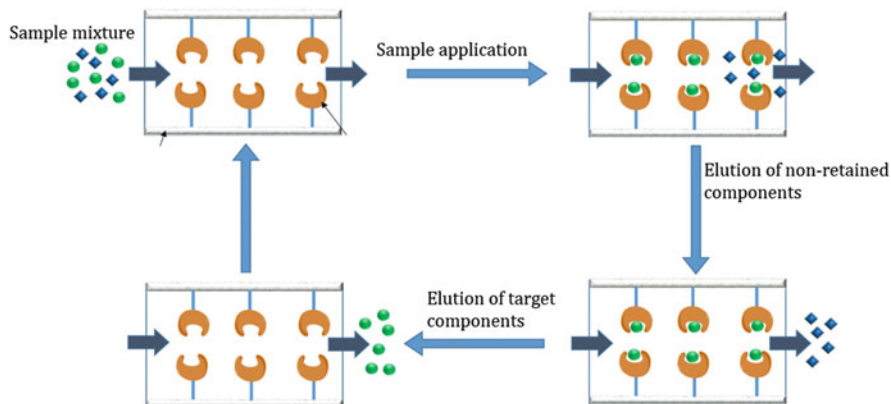 Sample mixture
Sample application
Elution of non-retained
components
Elution of target
components